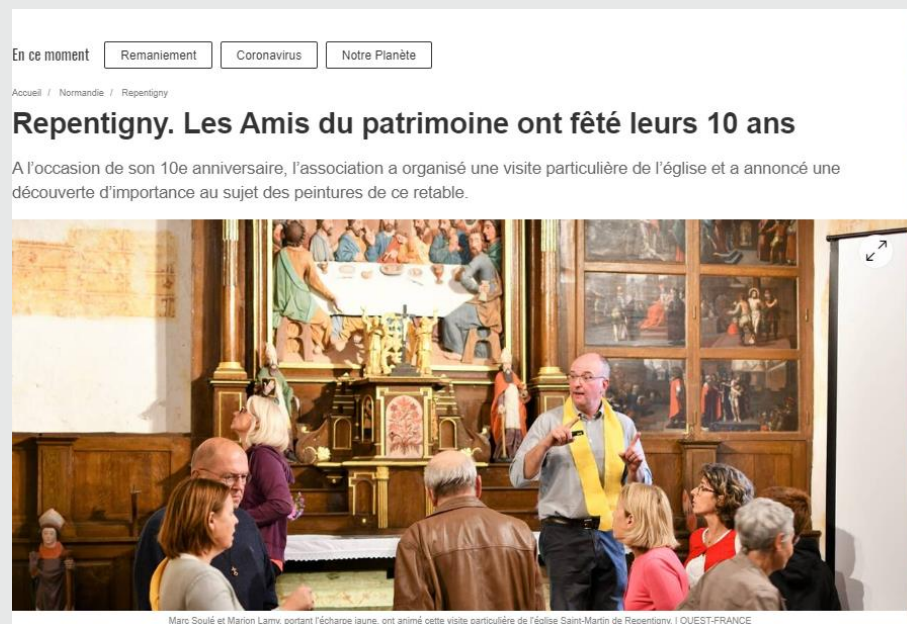 En ce moment Remaniement Coronavirus Notre Planète
Accueil / Normandie / Repentigny
Repentigny. Les Amis du patrimoine ont fêté leurs 10 ans
A l’occasion de son 10e anniversaire, l’association a organisé une visite particulière de l’église et a annoncé une
découverte d’importance au sujet des peintures de ce retable.
Marc Soulé et Marion Lamy, portant l'écharpe jaune, ont animé cette visite particulière de l'église Saint-Martin de Repentigny. | OUEST-FRANCE